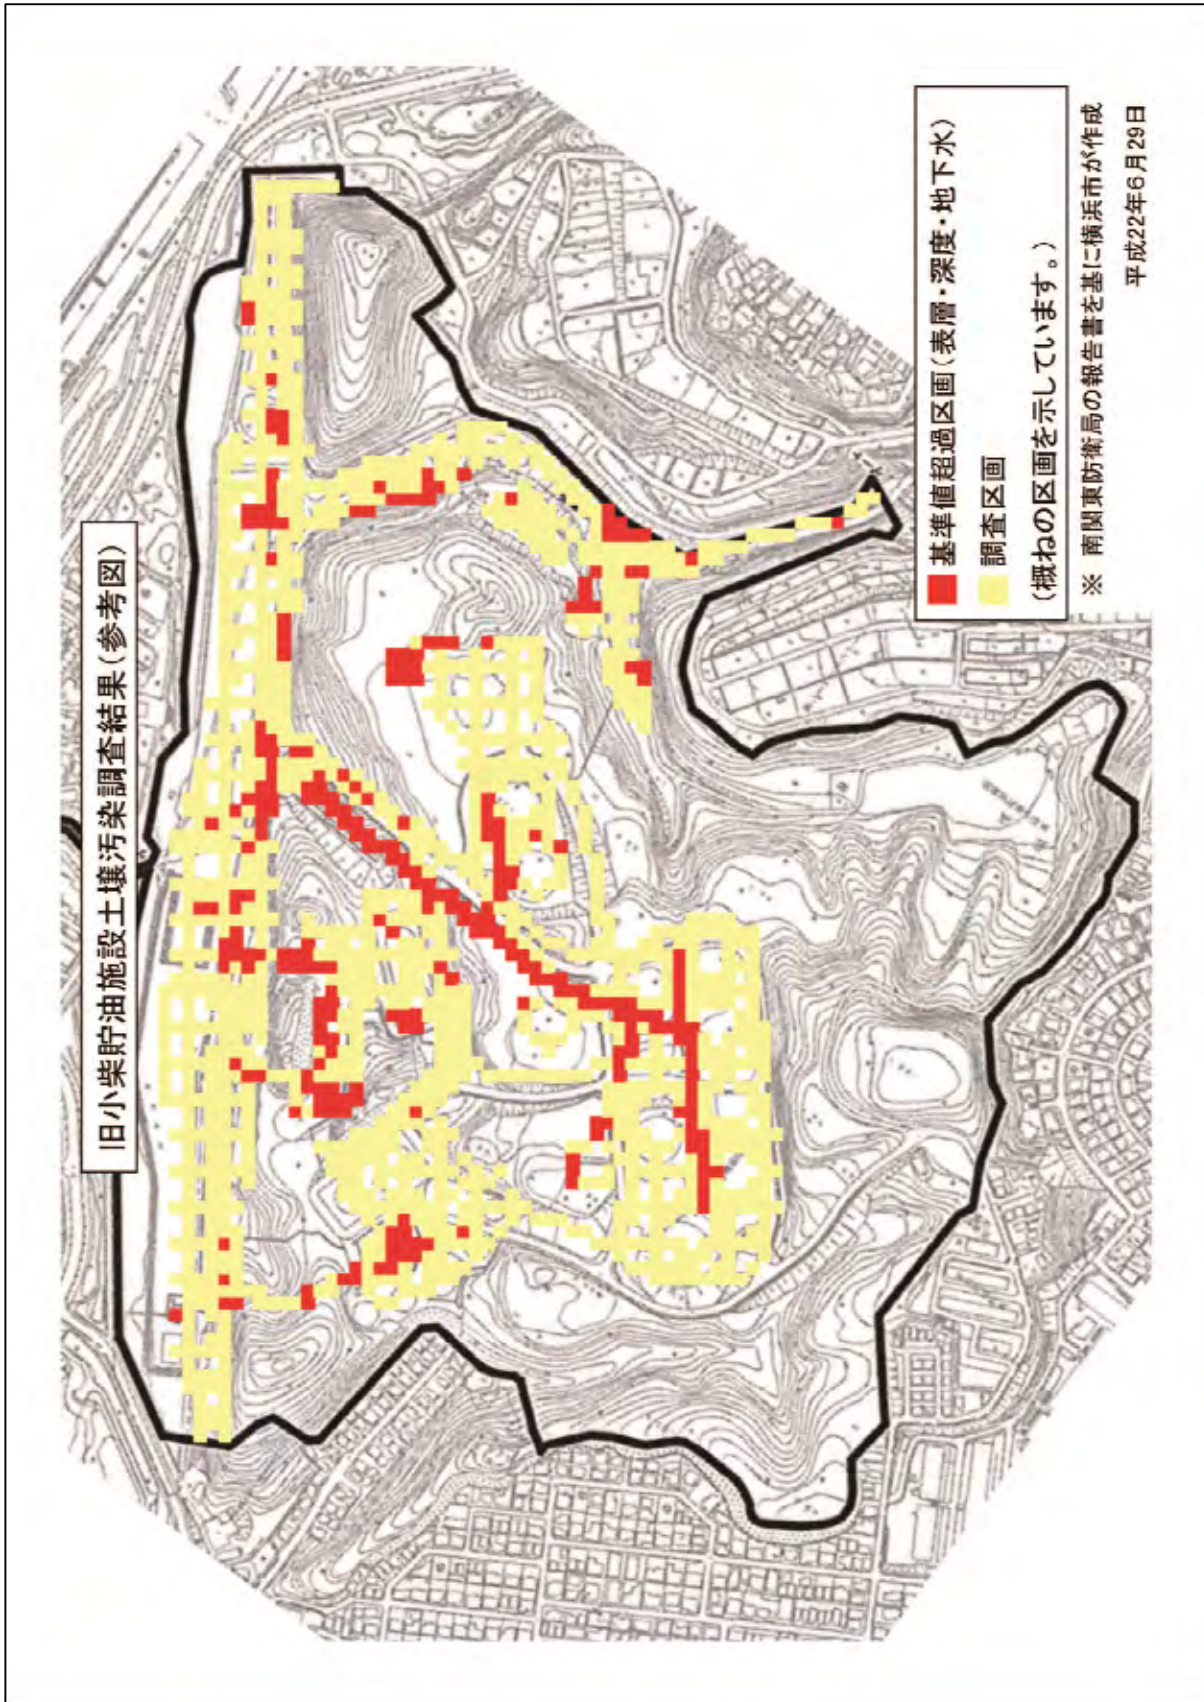 旧小柴貯油施設土壌汚染調査結果(参考図)
基準値超過区画(表層・深度・地下水)
調査区画
(概ねの区画を示しています。)
※ 南関東防衛局の報告書を基に横浜市が作成
平成22年6月29日